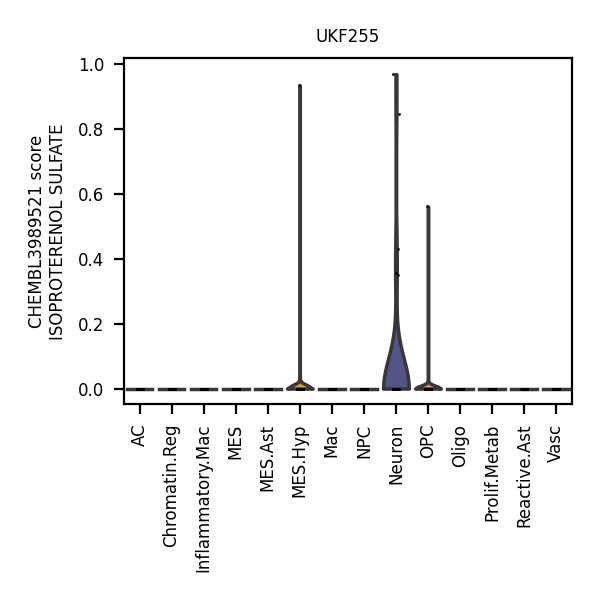 UKF255
CHEMBL3989521 score
ISOPROTERENOL SULFATE
1.0
0.8
0.6
0.4
0.2
0.0
AC
Chromatin.Reg
Inflammatory.Mac
MES
MES.Ast
MES.Hyp
Mac
NPC
Neuron
OPC
Oligo
Prolif.Metab
Reactive.Ast
Vasc